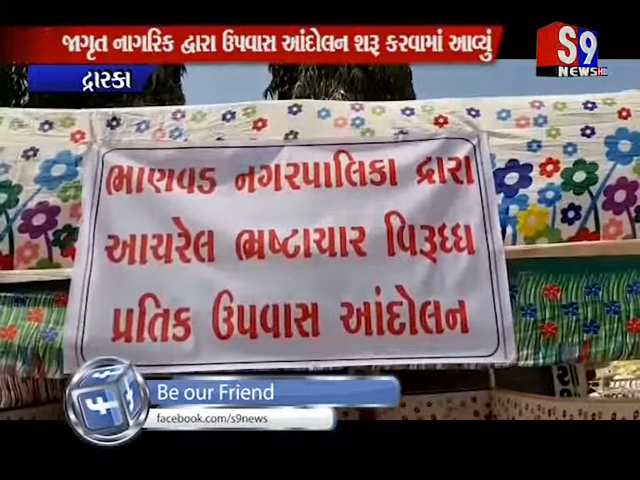 જાગૃત નાગરિક દ્વારા ઉપવાસ આંદોલન શરૂ કરવામાં આવ્યું
S9
NEWS HD
દ્વારકા
ભાણવડ નગરપાલિકા દ્વારા
આચરેલ ભ્રષ્ટાચાર વિરૂધ્ધ
પ્રતિક ઉપવાસ આંદોલન
Be our Friend
facebook.com/s9news